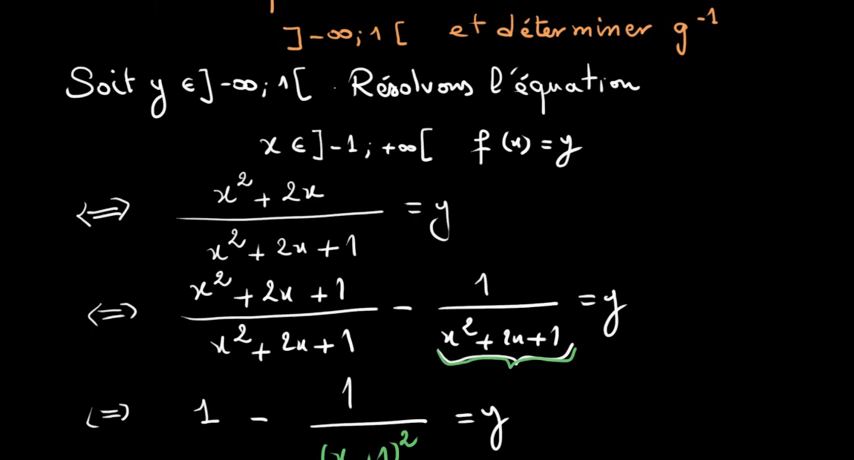 ]-∞;1[ et déterminer g⁻¹
Soit y ∈ ]-∞;1[. Résolvons l'équation
x ∈ ]-1;+∞[ f(x)=y
⟺ (x²+2x)/(x²+2x+1) = y
⟺ (x²+2x+1)/(x²+2x+1) - 1/(x²+2x+1) = y
⟺ 1 - 1/(x+1)² = y